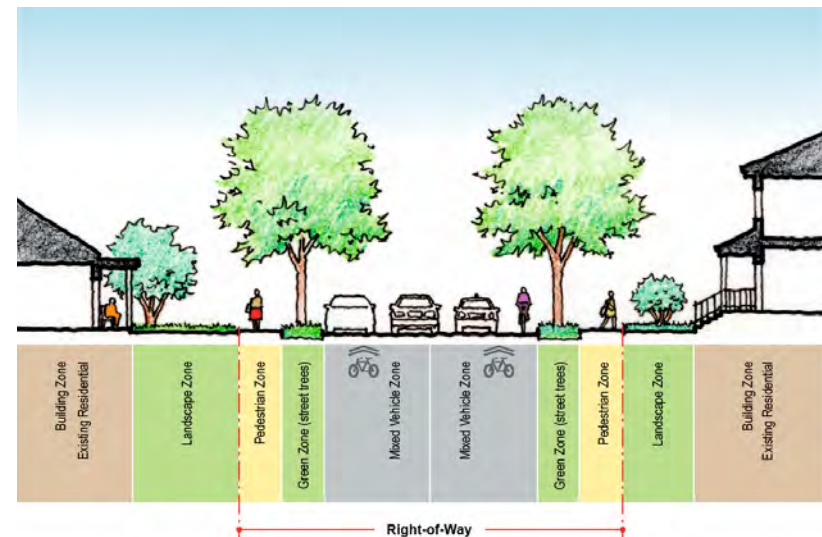 Building Zone
Existing Residential
Landscape Zone
Pedestrian Zone
Green Zone (street trees)
Mixed Vehicle Zone
Mixed Vehicle Zone
Green Zone (street trees)
Pedestrian Zone
Landscape Zone
Building Zone
Existing Residential
Right-of-Way